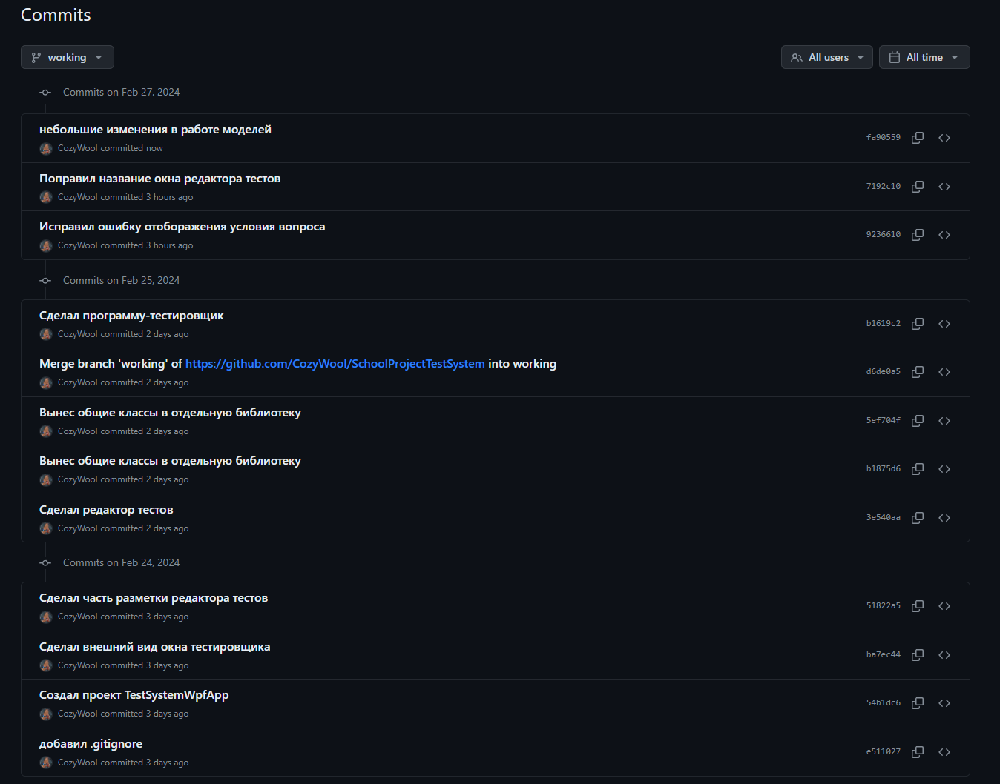 Commits
working
All users
All time
Commits on Feb 27, 2024
небольшие изменения в работе моделей
CozyWool committed now
fa90559
Поправил название окна редактора тестов
CozyWool committed 3 hours ago
7192c10
Исправил ошибку отоборажения условия вопроса
CozyWool committed 3 hours ago
9236610
Commits on Feb 25, 2024
Сделал программу-тестировщик
CozyWool committed 2 days ago
b1619c2
Merge branch 'working' of https://github.com/CozyWool/SchoolProjectTestSystem into working
CozyWool committed 2 days ago
d6de0a5
Вынес общие классы в отдельную библиотеку
CozyWool committed 2 days ago
5ef704f
Вынес общие классы в отдельную библиотеку
CozyWool committed 2 days ago
b1875d6
Сделал редактор тестов
CozyWool committed 2 days ago
3e540aa
Commits on Feb 24, 2024
Сделал часть разметки редактора тестов
CozyWool committed 3 days ago
51822a5
Сделал внешний вид окна тестировщика
CozyWool committed 3 days ago
ba7ec44
Создал проект TestSystemWpfApp
CozyWool committed 3 days ago
54b1dc6
добавил .gitignore
CozyWool committed 3 days ago
e511027